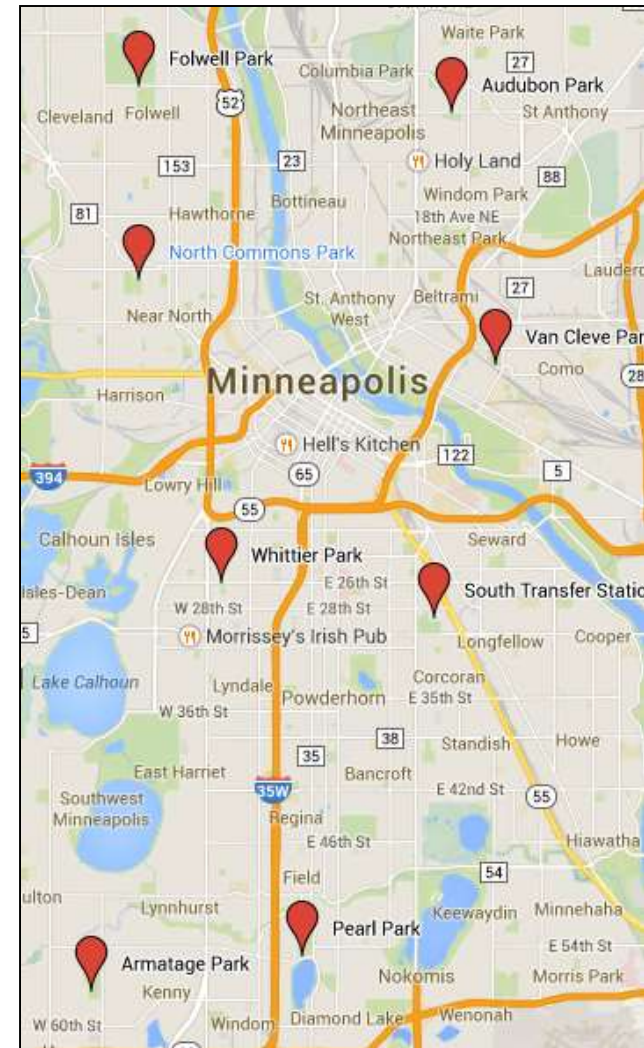 Waite Park
Folwell Park
27
Columbia Park
Audubon Park
52
Northeast
Minneapolis
Cleveland
Folwell
St Anthony
153
23
Holy Land
88
Windom Park
81
Hawthorne
Bottineau
18th Ave NE
North Commons Park
Northeast Park
Lauderd
St. Anthony
West
Beltrami
27
Near North
Van Cleve Par
Minneapolis
Como
28
Harrison
Hell's Kitchen
122
65
5
394
Lowry Hill
55
Calhoun Isles
Seward
Whittier Park
E 26th St
sles-Dean
South Transfer Static
W 28th St
E 28th St
5
Morrissey's Irish Pub
Longfellow
Cooper
Lake Calhoun
Lyndale
Corcoran
Powderhorn
E 35th St
W 36th St
38
Standish
Howe
35
East Harriet
Bancroft
35W
E 42nd St
Southwest
Minneapolis
55
Regina
E 46th St
Hiawatha
54
Field
ulton
Lynnhurst
Keewaydin
Minnehaha
Pearl Park
E 54th St
Armatage Park
Nokomis
Morris Park
Kenny
W 60th St
Windom
Diamond Lake
Wenonah